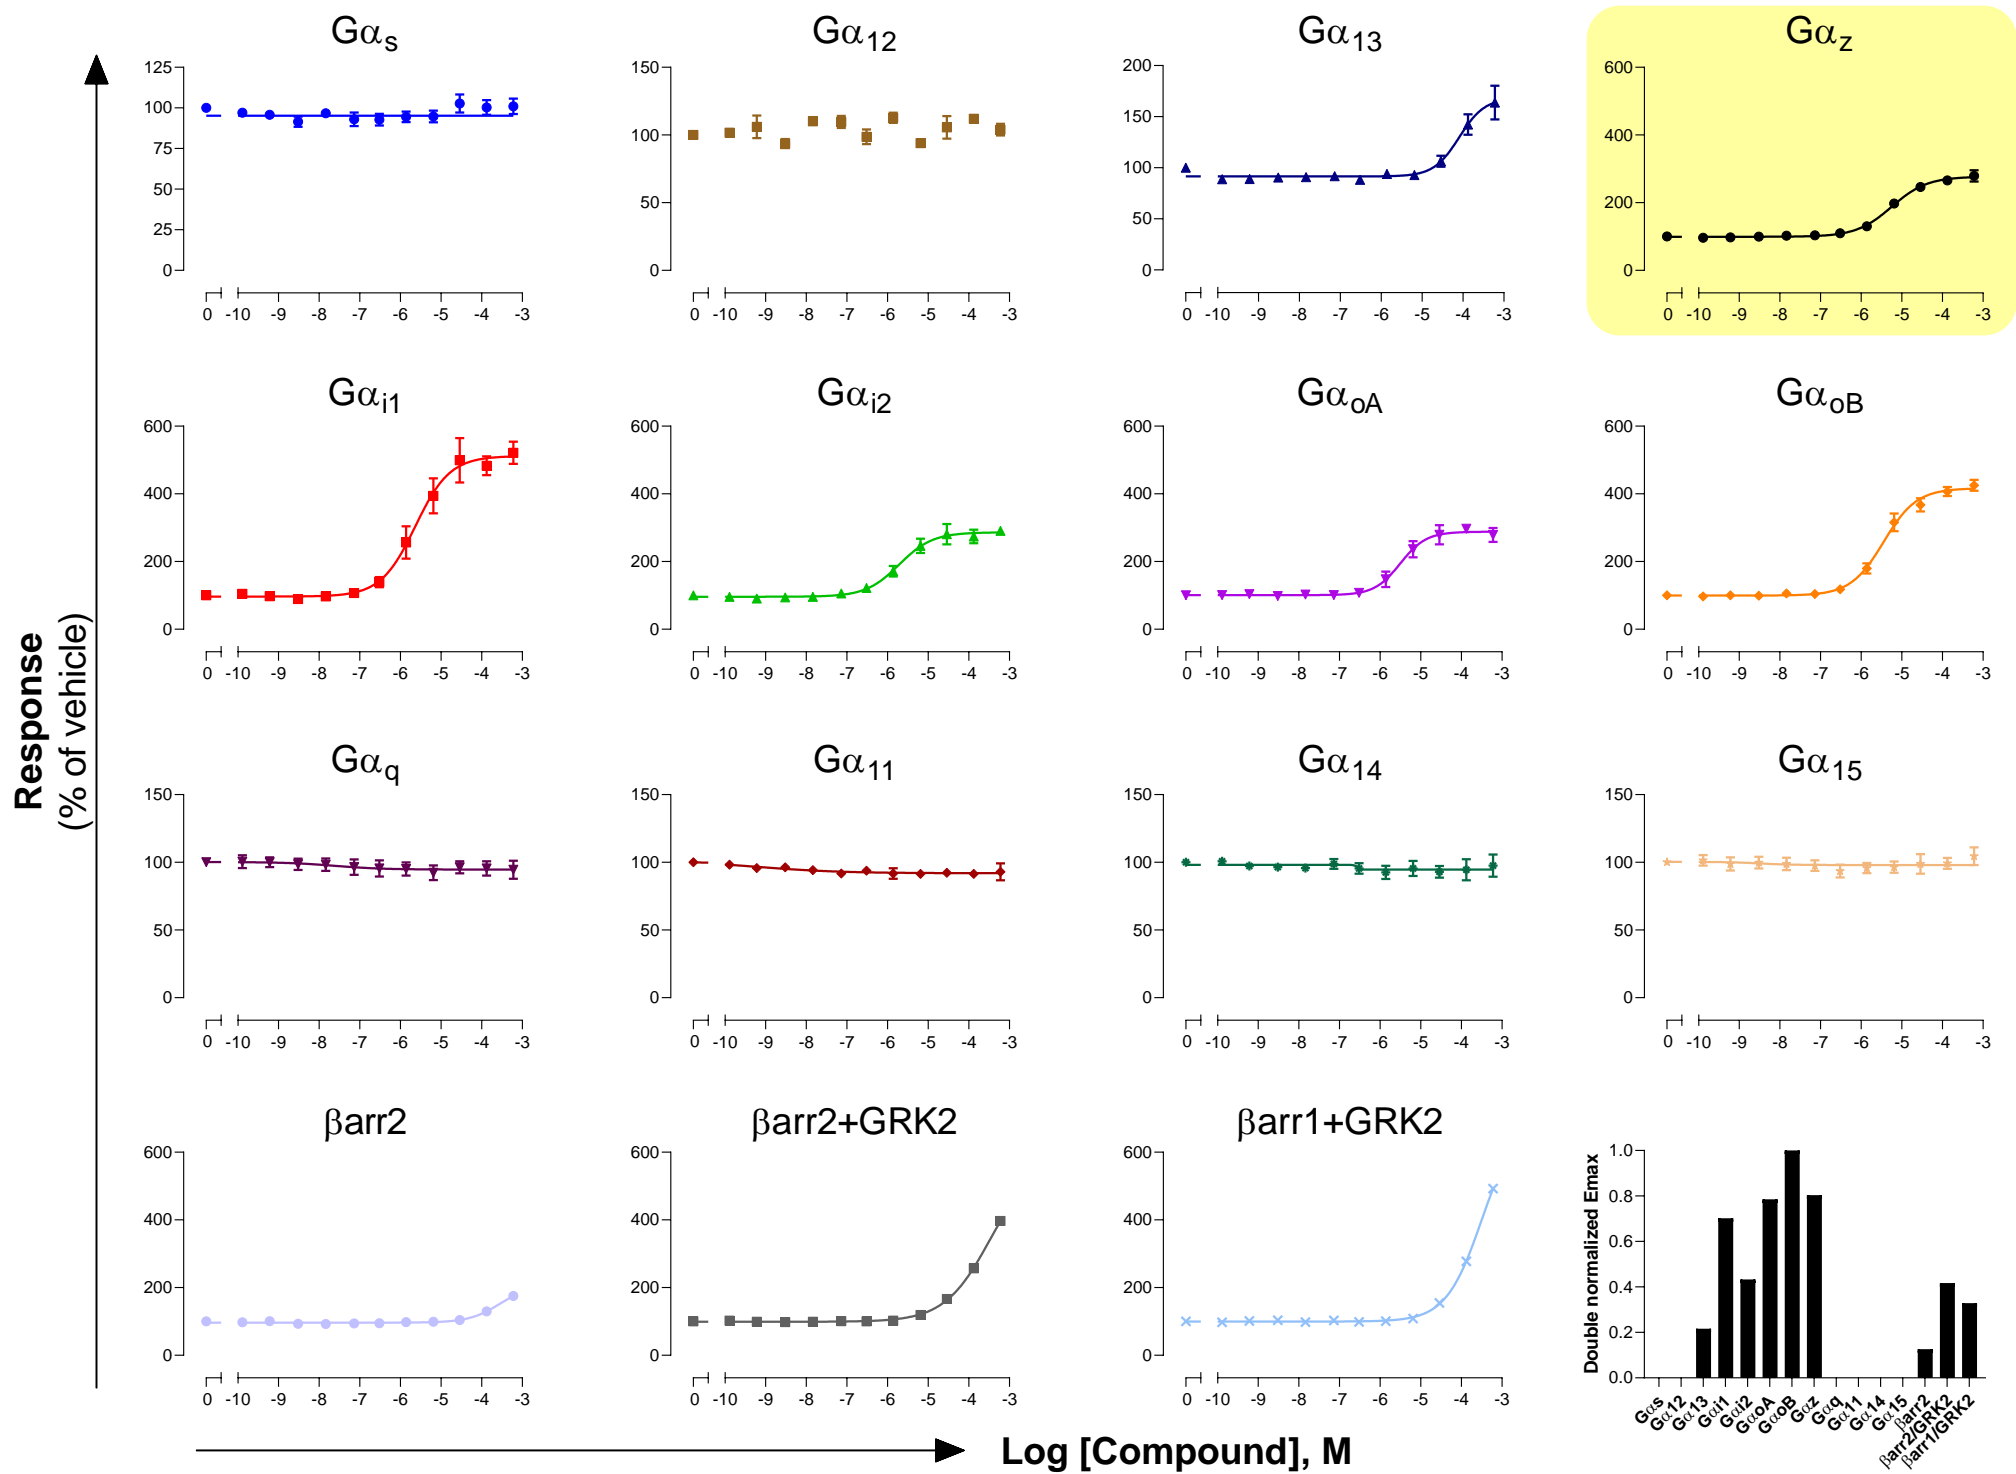 Gαs
Gα12
Gα13
Gαz
125
100
75
50
25
0
0 -10 -9 -8 -7 -6 -5 -4 -3
150
100
50
0
0 -10 -9 -8 -7 -6 -5 -4 -3
200
150
100
50
0
0 -10 -9 -8 -7 -6 -5 -4 -3
600
400
200
0
0 -10 -9 -8 -7 -6 -5 -4 -3
Gαi1
Gαi2
GαoA
GαoB
600
400
200
0
0 -10 -9 -8 -7 -6 -5 -4 -3
600
400
200
0
0 -10 -9 -8 -7 -6 -5 -4 -3
600
400
200
0
0 -10 -9 -8 -7 -6 -5 -4 -3
600
400
200
0
0 -10 -9 -8 -7 -6 -5 -4 -3
Response
(% of vehicle)
Gαq
Gα11
Gα14
Gα15
150
100
50
0
0 -10 -9 -8 -7 -6 -5 -4 -3
150
100
50
0
0 -10 -9 -8 -7 -6 -5 -4 -3
150
100
50
0
0 -10 -9 -8 -7 -6 -5 -4 -3
150
100
50
0
0 -10 -9 -8 -7 -6 -5 -4 -3
βarr2
βarr2+GRK2
βarr1+GRK2
600
400
200
0
0 -10 -9 -8 -7 -6 -5 -4 -3
600
400
200
0
0 -10 -9 -8 -7 -6 -5 -4 -3
600
400
200
0
0 -10 -9 -8 -7 -6 -5 -4 -3
Double normalized Emax
1.0
0.8
0.6
0.4
0.2
0.0
Gαs
Gα12
Gα13
Gαi1
Gαi2
GαoA
GαoB
Gαz
Gαq
Gα11
Gα14
Gα15
βarr2
βarr2/GRK2
βarr1/GRK2
Log [Compound], M